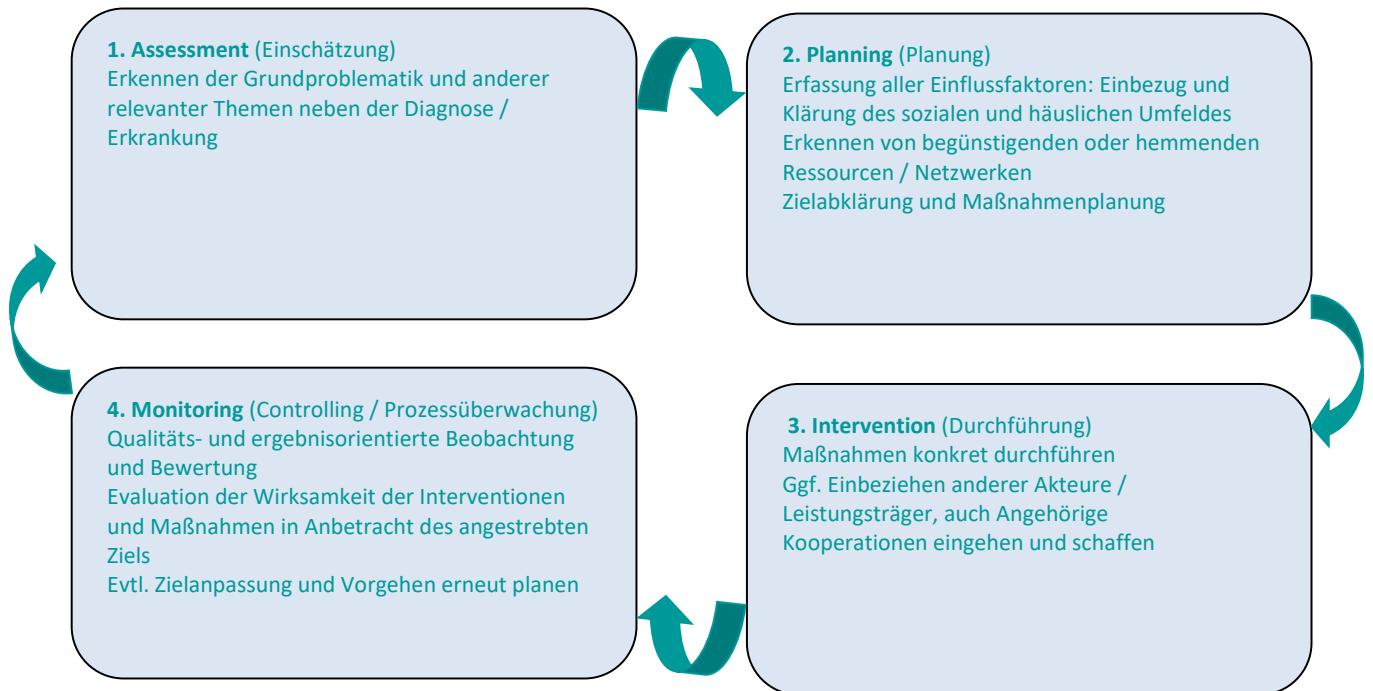 1. Assessment (Einschätzung)
Erkennen der Grundproblematik und anderer
relevanter Themen neben der Diagnose /
Erkrankung
2. Planning (Planung)
Erfassung aller Einflussfaktoren: Einbezug und
Klärung des sozialen und häuslichen Umfeldes
Erkennen von begünstigenden oder hemmenden
Ressourcen / Netzwerken
Zielabklärung und Maßnahmenplanung
3. Intervention (Durchführung)
Maßnahmen konkret durchführen
Ggf. Einbeziehen anderer Akteure /
Leistungsträger, auch Angehörige
Kooperationen eingehen und schaffen
4. Monitoring (Controlling / Prozessüberwachung)
Qualitäts- und ergebnisorientierte Beobachtung
und Bewertung
Evaluation der Wirksamkeit der Interventionen
und Maßnahmen in Anbetracht des angestrebten
Ziels
Evtl. Zielanpassung und Vorgehen erneut planen